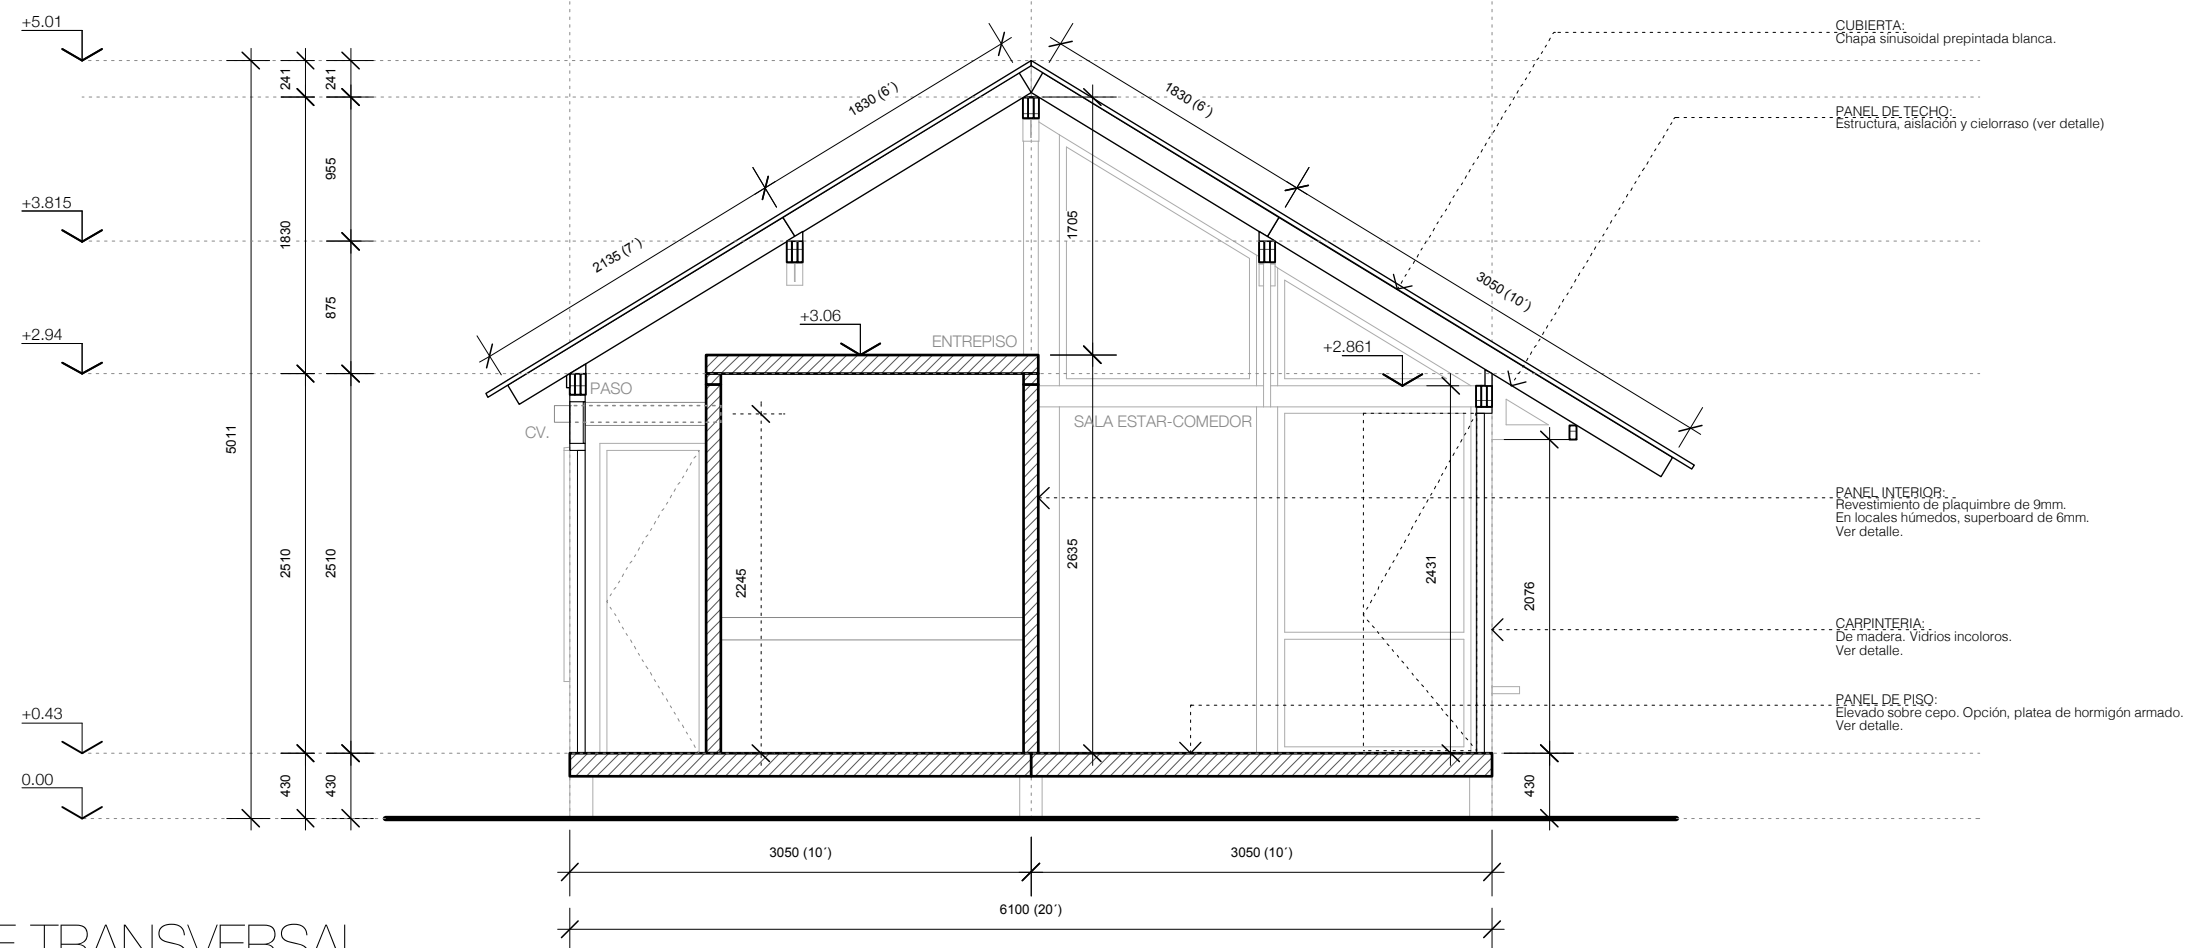 +5.01
+3.815
+2.94
+0.43
0.00
5011
241
1830
2510
430
241
955
875
2510
430
1830 (6´)
2135 (7´)
1830 (6´)
3050 (10´)
1705
+3.06
ENTREPISO
+2.861
PASO
CV.
SALA ESTAR-COMEDOR
2245
2635
2431
2076
430
CUBIERTA:
Chapa sinusoidal prepintada blanca.
PANEL DE TECHO:
Estructura, aislación y cielorraso (ver detalle)
PANEL INTERIOR:
Revestimiento de plaquimbre de 9mm.
En locales húmedos, superboard de 6mm.
Ver detalle.
CARPINTERIA:
De madera. Vidrios incoloros.
Ver detalle.
PANEL DE PISO:
Elevado sobre cepo. Opción, platea de hormigón armado.
Ver detalle.
3050 (10´)
3050 (10´)
6100 (20´)
E TRANSVERSAL